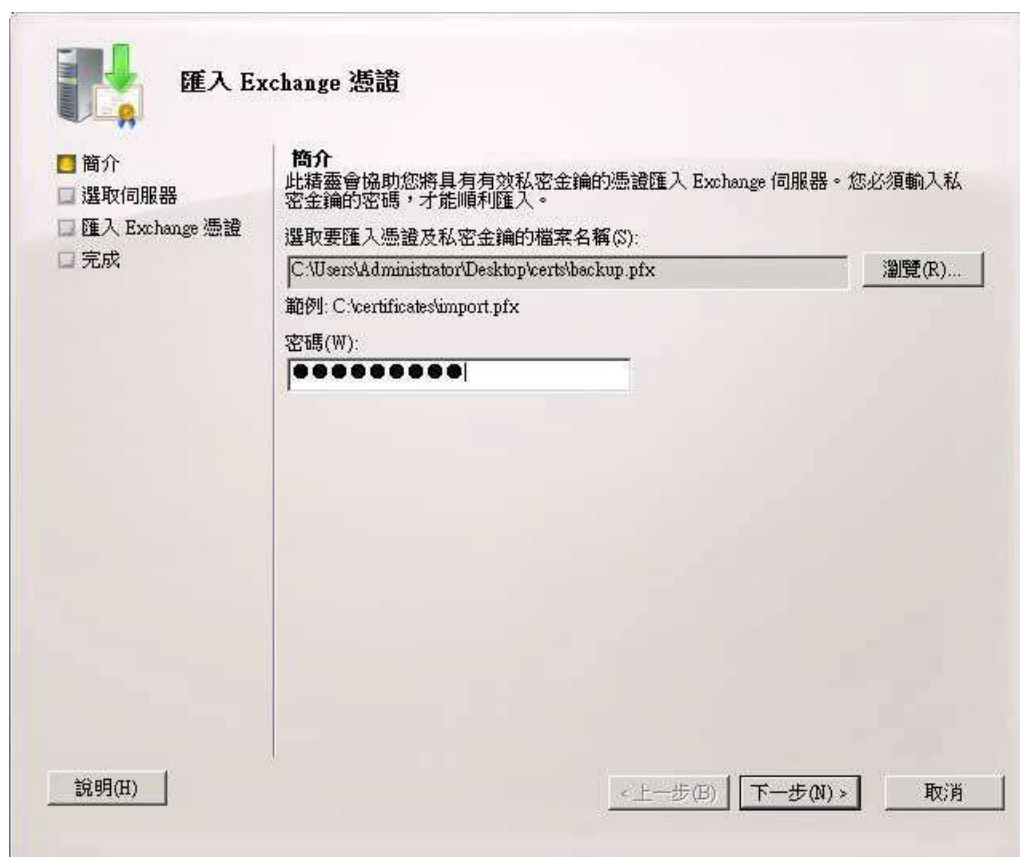 匯入 Exchange 憑證
簡介
選取伺服器
匯入 Exchange 憑證
完成
簡介
此精靈會協助您將具有有效私密金鑰的憑證匯入 Exchange 伺服器。您必須輸入私
密金鑰的密碼，才能順利匯入。
選取要匯入憑證及私密金鑰的檔案名稱(S):
C:\Users\Administrator\Desktop\certs\backup.pfx
瀏覽(R)...
範例: C:\certificates\import.pfx
密碼(W):
●●●●●●●●●
說明(H)
<上一步(B)
下一步(N) >
取消